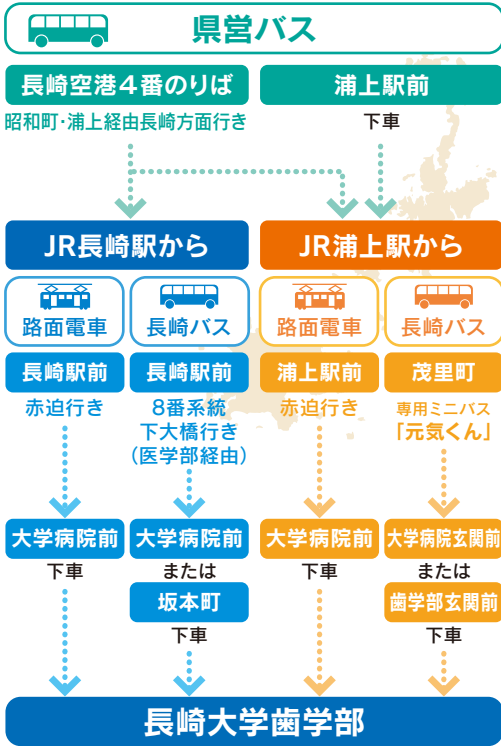 県営バス
長崎空港4番のりば
昭和町・浦上経由長崎方面行き
浦上駅前
下車
JR長崎駅から
JR浦上駅から
路面電車
長崎バス
路面電車
長崎バス
長崎駅前
長崎駅前
浦上駅前
茂里町
赤迫行き
8番系統
下大橋行き
(医学部経由)
赤迫行き
専用ミニバス
「元気くん」
大学病院前
下車
大学病院前
または
坂本町
下車
大学病院前
下車
大学病院玄関前
または
歯学部玄関前
下車
長崎大学歯学部